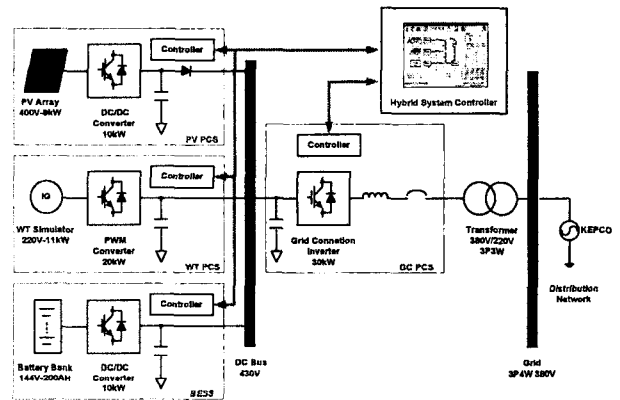 Controller
PV Array
400V-8kW
DC/DC
Converter
10kW
PV PCS
Hybrid System Controller
Controller
IG
WT Simulator
220V-11kW
PWM
Converter
20kW
WT PCS
Controller
Grid Connetion
Inverter
30kW
GC PCS
Transformer
380V/220V
3P3W
KEPCO
Distribution
Network
Controller
Battery Bank
144V-200AH
DC/DC
Converter
10kW
BESS
DC Bus
430V
Grid
3P4W 380V